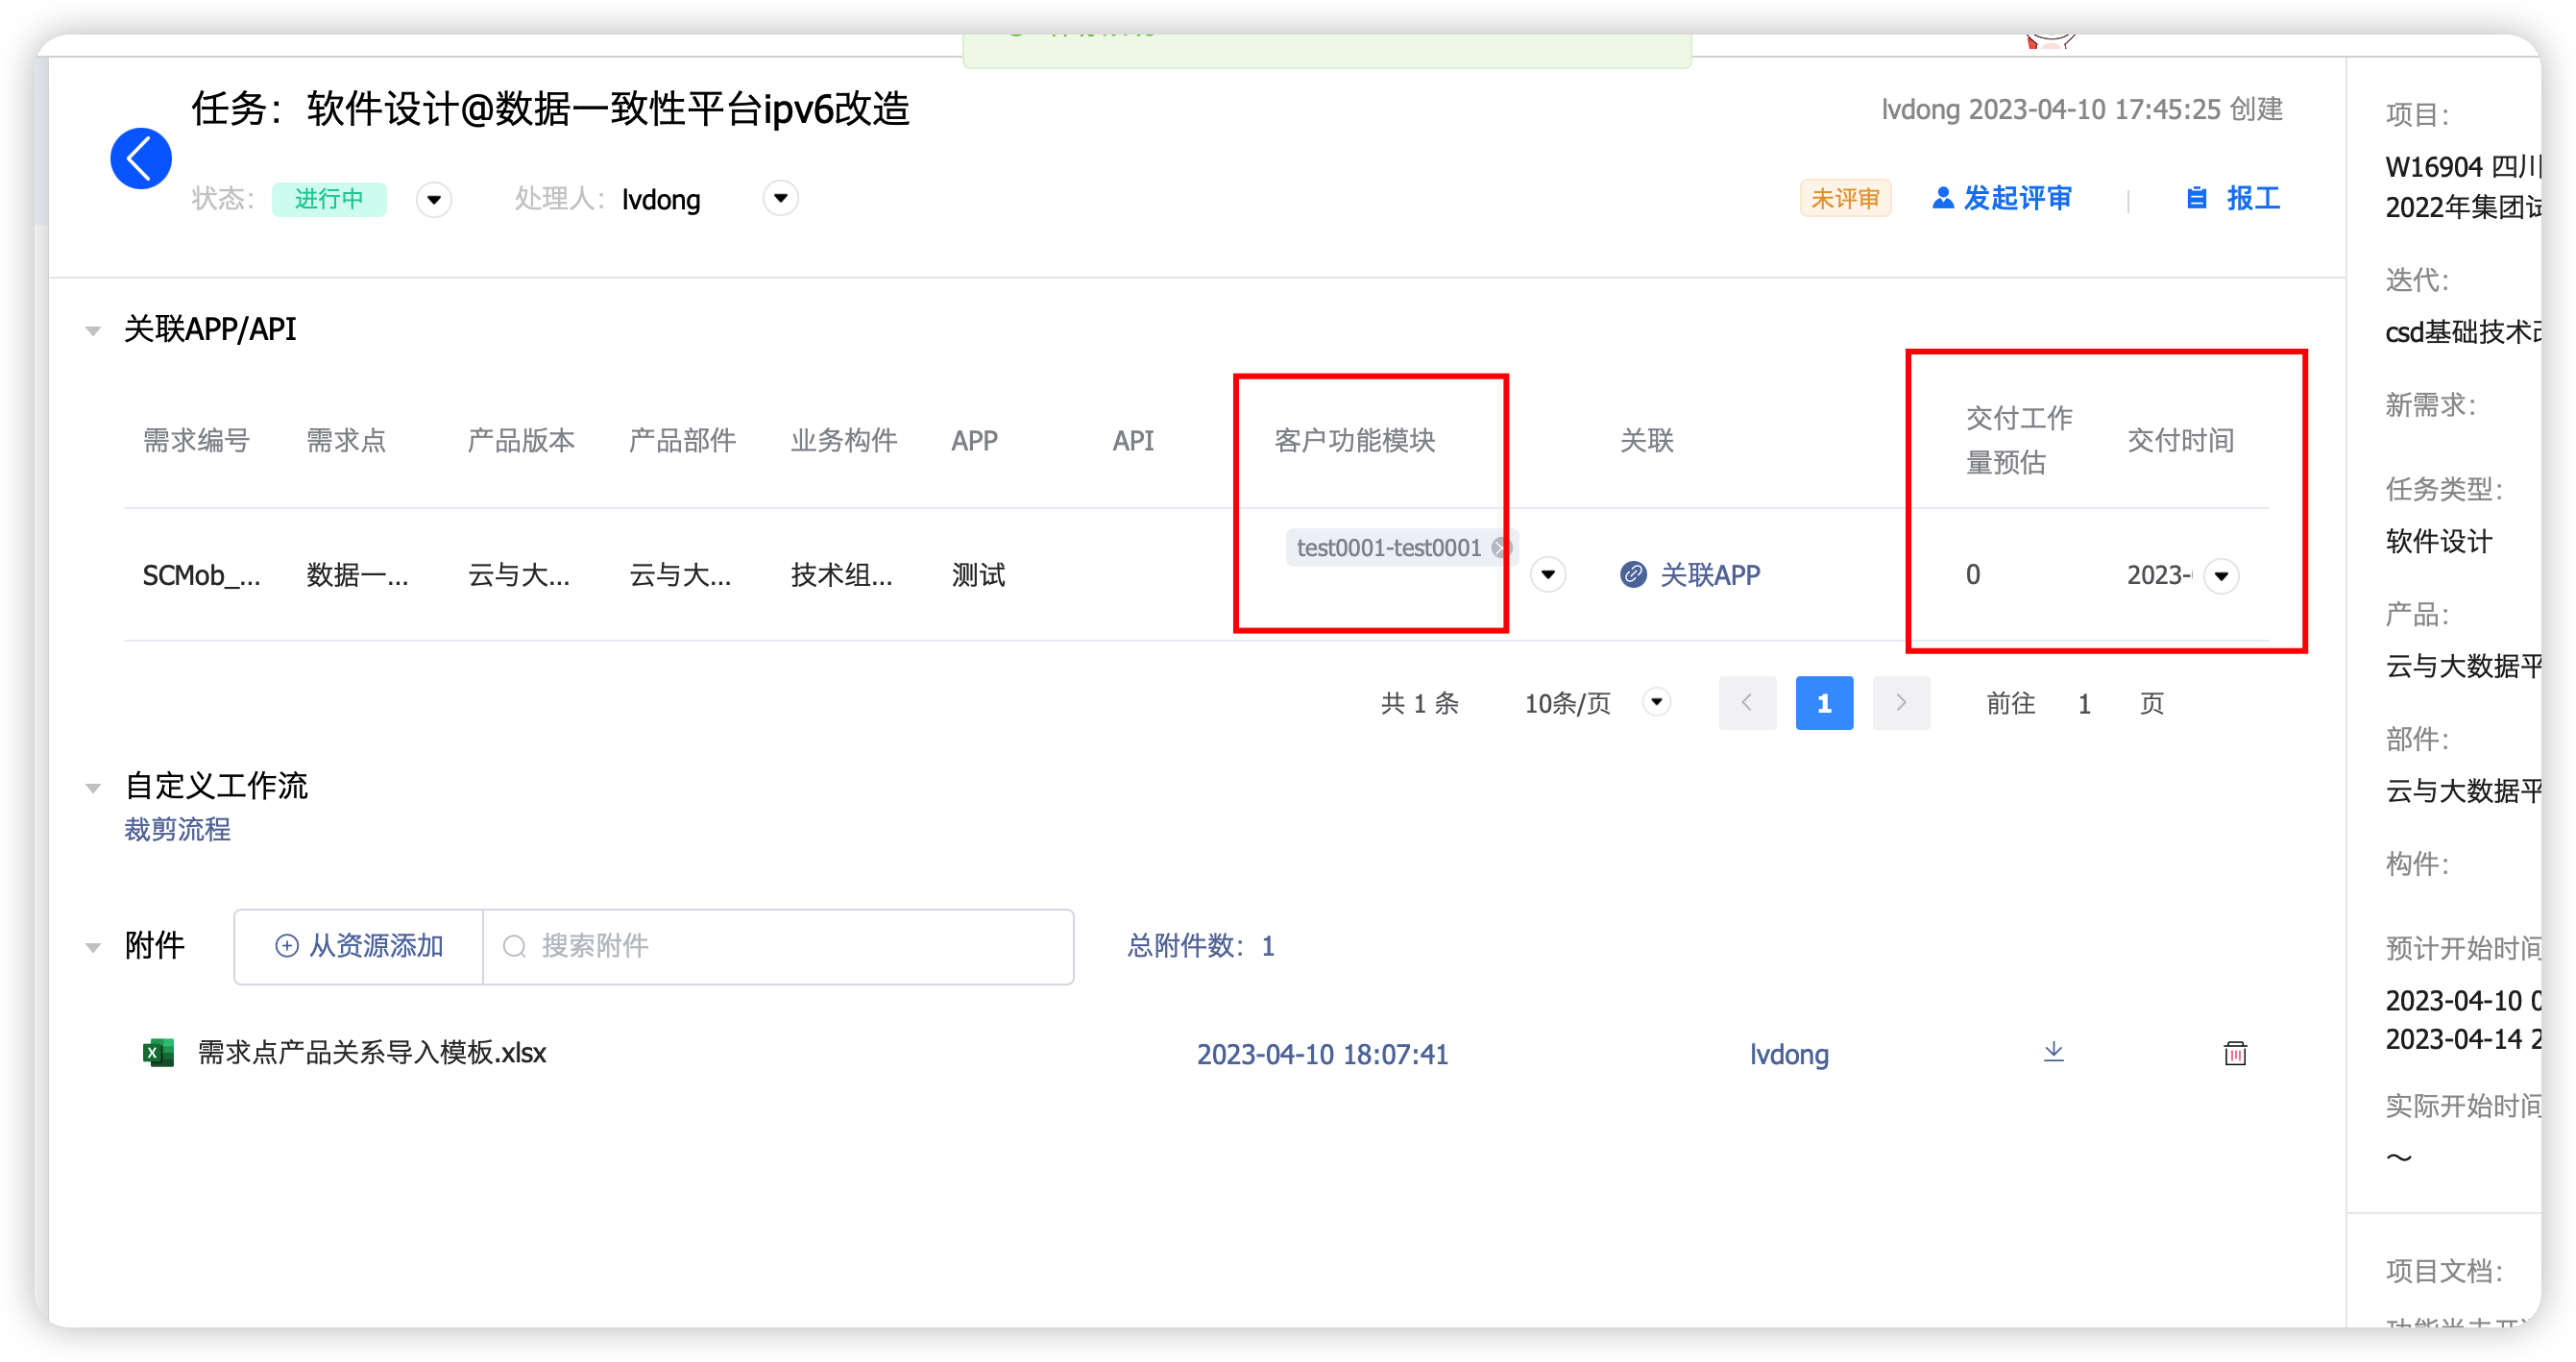 任务：软件设计@数据一致性平台ipv6改造
lvdong 2023-04-10 17:45:25 创建
状态：
进行中
处理人：
lvdong
未评审
发起评审
报工
关联APP/API
需求编号 需求点 产品版本 产品部件 业务构件 APP API 客户功能模块 关联 交付工作量预估 交付时间
SCMob_... 数据一... 云与大... 云与大... 技术组... 测试 test0001-test0001 关联APP 0 2023-
共 1 条 10条/页 1 前往 1 页
自定义工作流
裁剪流程
附件
从资源添加
搜索附件
总附件数： 1
需求点产品关系导入模板.xlsx 2023-04-10 18:07:41 lvdong
项目：
W16904 四川
2022年集团
迭代：
csd基础技术
新需求：
任务类型：
软件设计
产品：
云与大数据平
部件：
云与大数据平
构件：
预计开始时间
2023-04-10 0
2023-04-14 2
实际开始时间
～
项目文档：